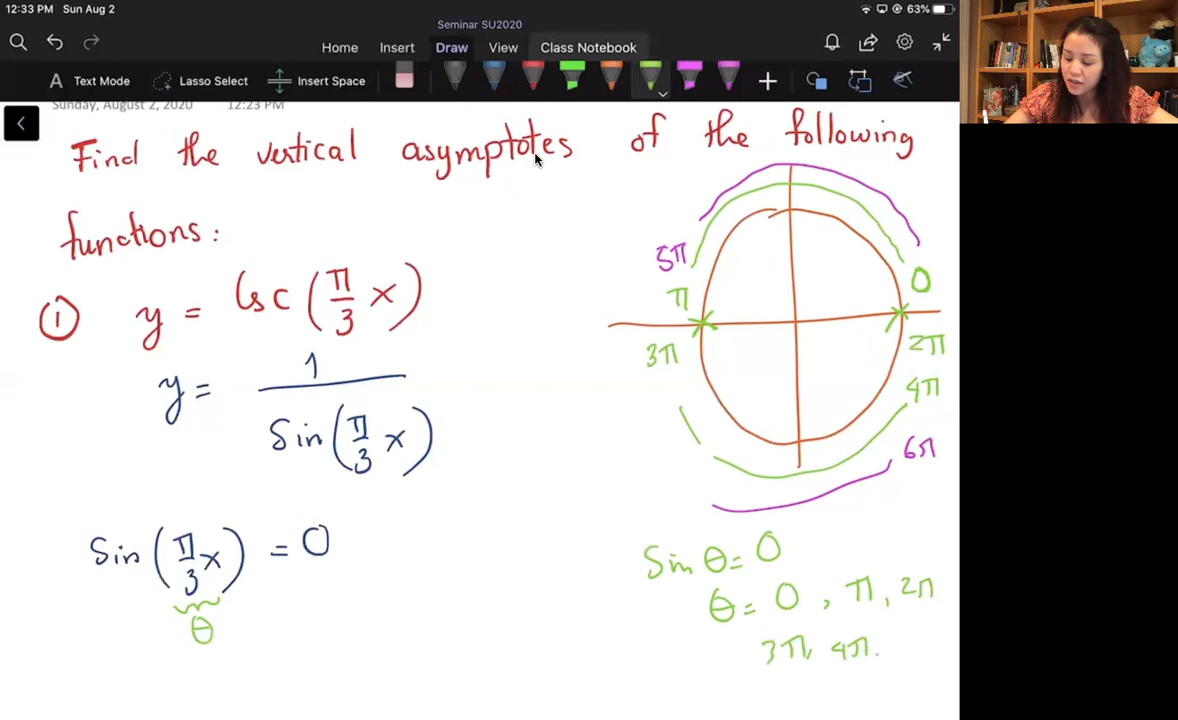 12:33 PM Sun Aug 2
63%
Seminar SU2020
Home Insert Draw View Class Notebook
Text Mode Lasso Select Insert Space
Sunday, August 2, 2020 12:23 PM
Find the vertical asymptotes of the following
functions:
① y = csc(π/3 x)
y = 1/Sin(π/3 x)
Sin(π/3 x) = 0
θ
5π
π
3π
0
2π
4π
6π
Sin θ = 0
θ = 0, π, 2π
3π, 4π.